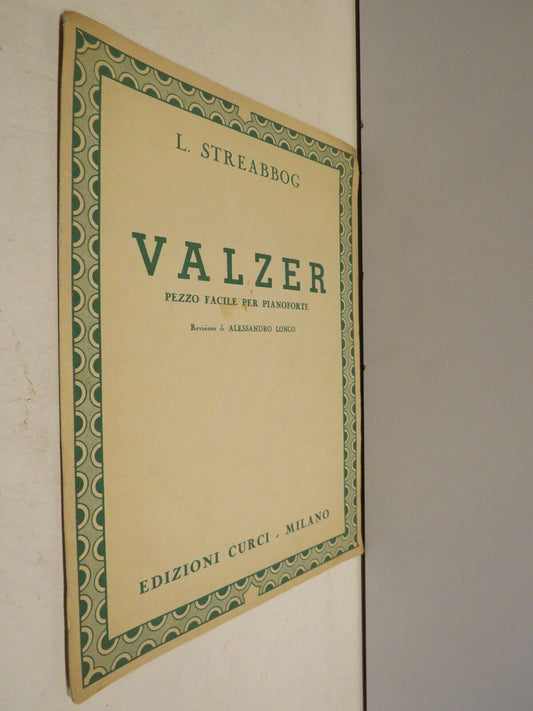 L. STREABBOG
VALZER
PEZZO FACILE PER PIANOFORTE
Revisione di ALESSANDRO LONGO
EDIZIONI CURCI - MILANO